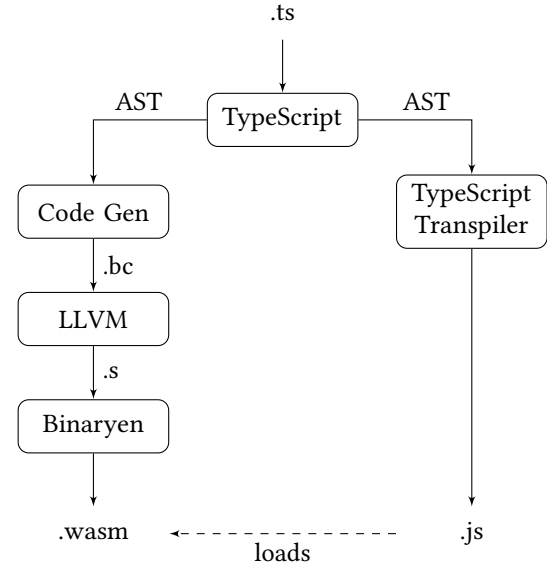 .ts
AST
TypeScript
AST
Code Gen
TypeScript
Transpiler
.bc
LLVM
.s
Binaryen
.wasm
loads
.js